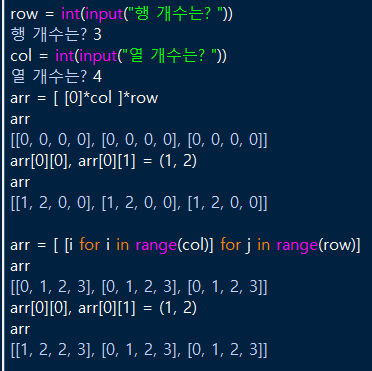 row = int(input("행 개수는? "))
행 개수는? 3
col = int(input("열 개수는? "))
열 개수는? 4
arr = [ [0]*col ]*row
arr
[[0, 0, 0, 0], [0, 0, 0, 0], [0, 0, 0, 0]]
arr[0][0], arr[0][1] = (1, 2)
arr
[[1, 2, 0, 0], [1, 2, 0, 0], [1, 2, 0, 0]]
arr = [ [i for i in range(col)] for j in range(row)]
arr
[[0, 1, 2, 3], [0, 1, 2, 3], [0, 1, 2, 3]]
arr[0][0], arr[0][1] = (1, 2)
arr
[[1, 2, 2, 3], [0, 1, 2, 3], [0, 1, 2, 3]]